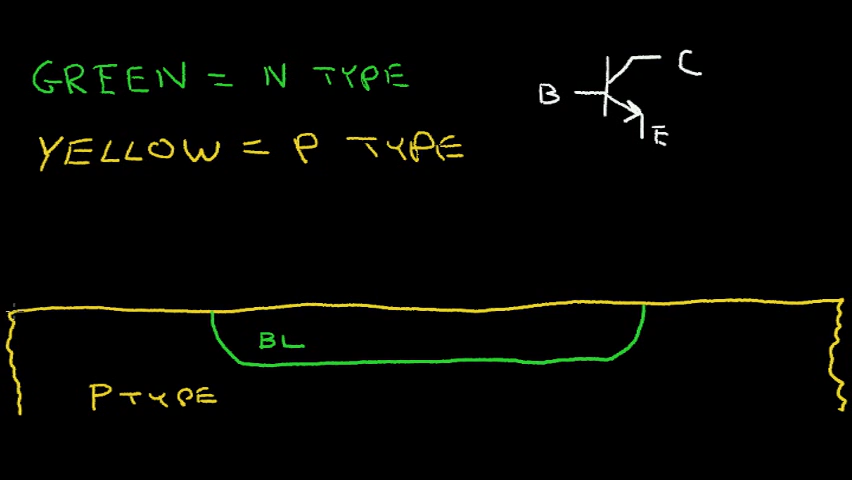 GREEN = N TYPE
YELLOW = P TYPE
B
C
E
BL
P TYPE